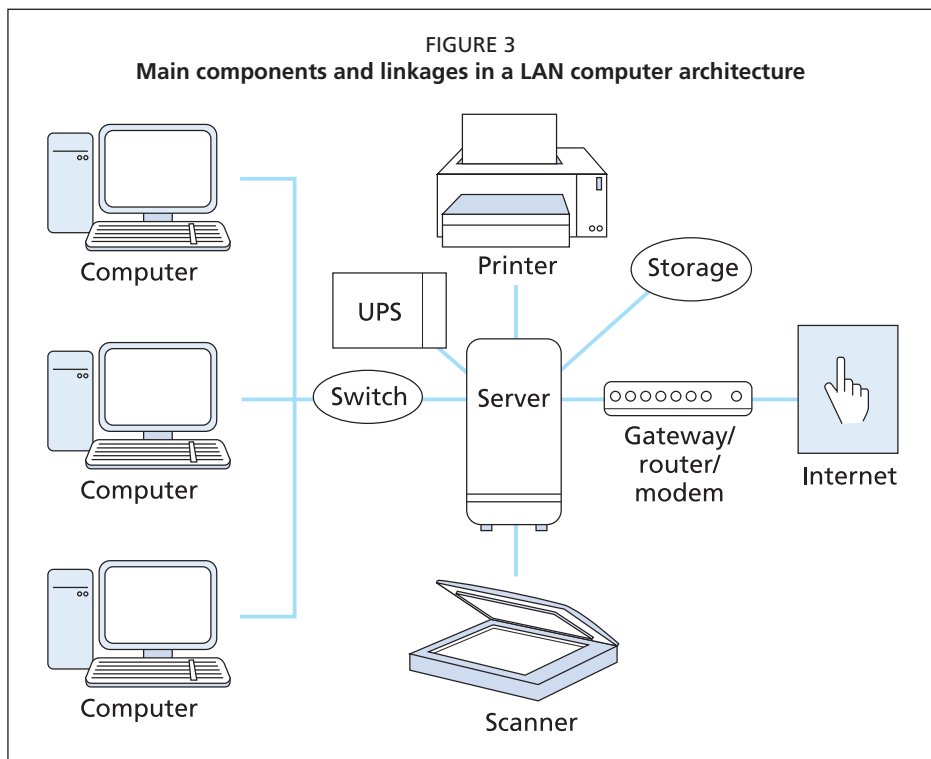 FIGURE 3
Main components and linkages in a LAN computer architecture
Computer
Printer
Storage
UPS
Switch
Server
Computer
Gateway/
router/
modem
Internet
Computer
Scanner